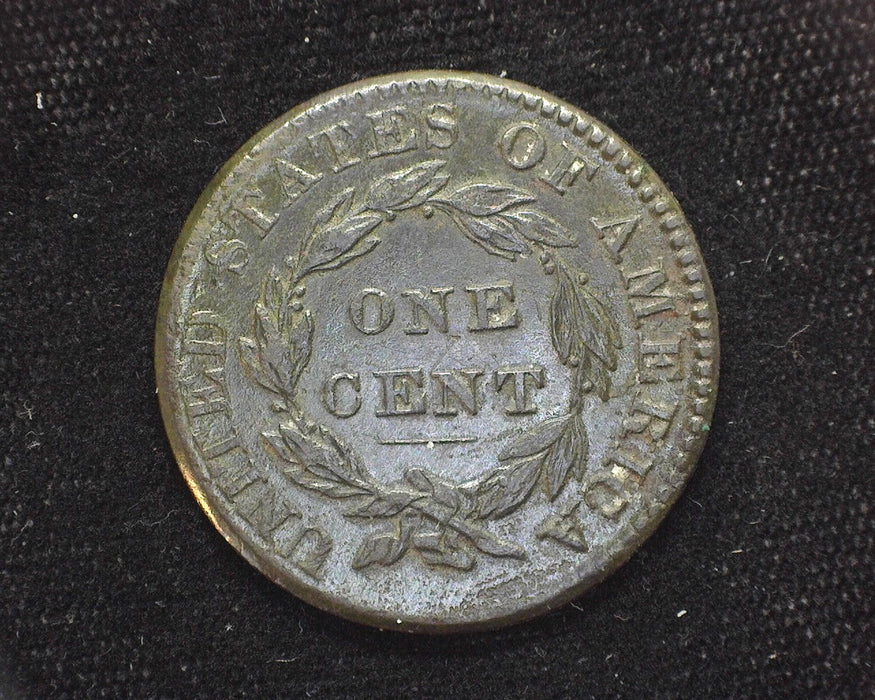 UNITED STATES OF AMERICA
ONE
CENT